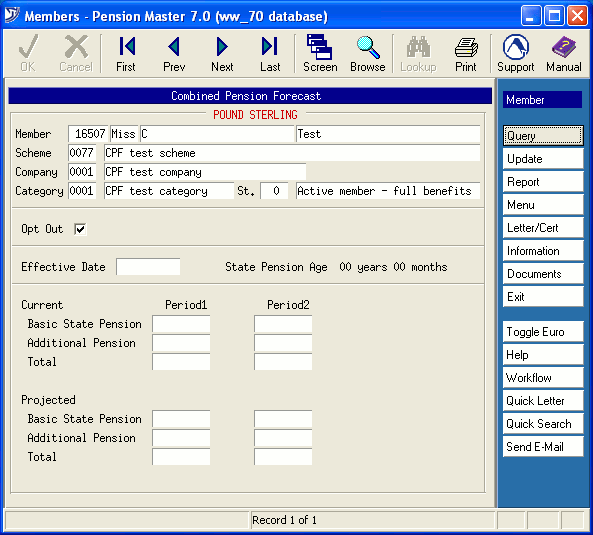 Members - Pension Master 7.0 (ww_70 database)
OK Cancel First Prev Next Last Screen Browse Lookup Print Support Manual
Combined Pension Forecast
POUND STERLING
Member 16507 Miss C Test
Scheme 0077 CPF test scheme
Company 0001 CPF test company
Category 0001 CPF test category St. 0 Active member - full benefits
Opt Out
Effective Date State Pension Age 00 years 00 months
Current Period1 Period2
Basic State Pension
Additional Pension
Total
Projected
Basic State Pension
Additional Pension
Total
Member
Query
Update
Report
Menu
Letter/Cert
Information
Documents
Exit
Toggle Euro
Help
Workflow
Quick Letter
Quick Search
Send E-Mail
Record 1 of 1